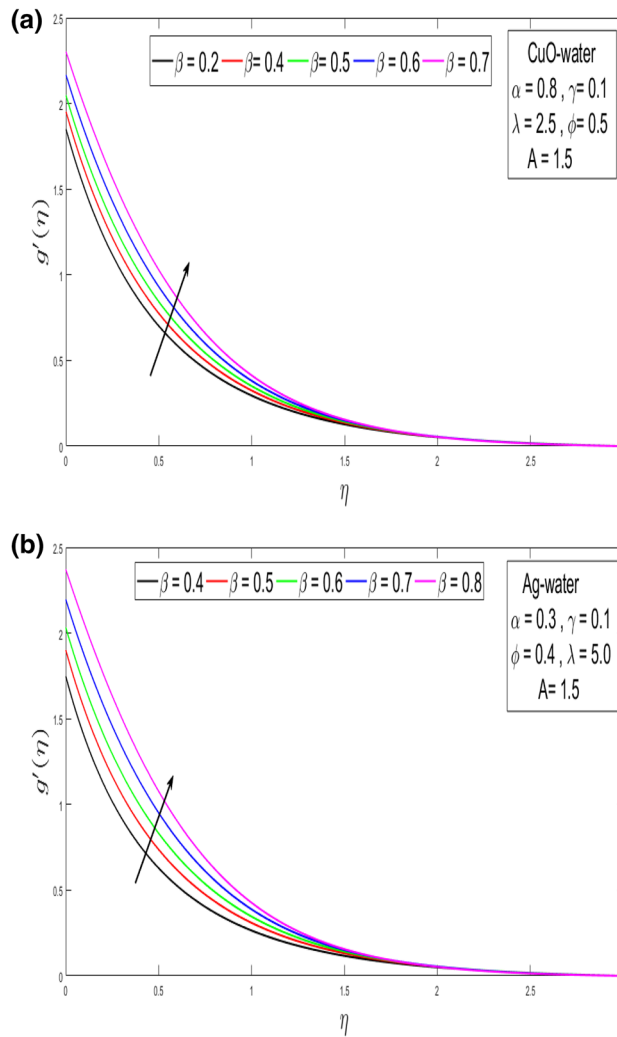 (a)
2.5
2
1.5
1
0.5
0
0 0.5 1 1.5 2 2.5
g′(η)
η
β = 0.2 β= 0.4 β= 0.5 β = 0.6 β = 0.7
CuO-water
α = 0.8 , γ= 0.1
λ = 2.5 , ϕ= 0.5
A = 1.5
(b)
2.5
2
1.5
1
0.5
0
0 0.5 1 1.5 2 2.5
g′(η)
η
β = 0.4 β = 0.5 β = 0.6 β = 0.7 β = 0.8
Ag-water
α = 0.3 , γ = 0.1
ϕ = 0.4 , λ = 5.0
A= 1.5